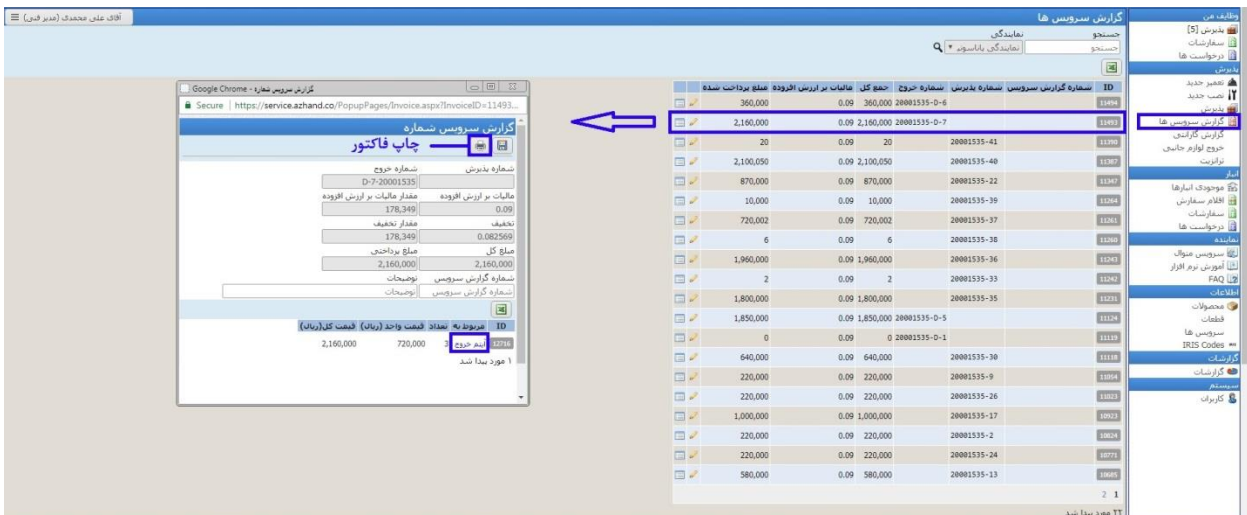 وظایف من
پذیرش [5]
سفارشات
درخواست ها
پذیرش
تعمیر جدید
نصب جدید
پذیرش
گزارش سرویس ها
گزارش گارانتی
خروج لوازم جانبی
ترانزیت
انبار
موجودی انبارها
اقلام سفارش
سفارشات
درخواست ها
نماینده
سرویس منوال
آموزش نرم افزار
FAQ
اطلاعات
محصولات
قطعات
سرویس ها
IRIS Codes
گزارشات
گزارشات
سیستم
کاربران
گزارش سرویس ها
آقای علی محمدی (مدیر فنی)
جستجو نمایندگی
جستجو نمایندگی پاناسونی
ID شماره گزارش سرویس شماره پذیرش شماره خروج جمع کل مالیات بر ارزش افزوده مبلغ پرداخت شده
11494 20001535-D-6 360,000 0.09 360,000
11493 20001535-D-7 2,160,000 0.09 2,160,000
11390 20001535-41 20 0.09 20
11387 20001535-40 2,100,050 0.09 2,100,050
11347 20001535-22 870,000 0.09 870,000
11264 20001535-39 10,000 0.09 10,000
11261 20001535-37 720,002 0.09 720,002
11260 20001535-38 6 0.09 6
11243 20001535-36 1,960,000 0.09 1,960,000
11242 20001535-33 2 0.09 2
11231 20001535-35 1,800,000 0.09 1,800,000
11124 20001535-D-5 1,850,000 0.09 1,850,000
11119 20001535-D-1 0 0.09 0
11118 20001535-30 640,000 0.09 640,000
11054 20001535-9 220,000 0.09 220,000
11023 20001535-26 220,000 0.09 220,000
10923 20001535-17 1,000,000 0.09 1,000,000
10824 20001535-2 220,000 0.09 220,000
10771 20001535-24 220,000 0.09 220,000
10685 20001535-13 580,000 0.09 580,000
1 2
۲۲ مورد پیدا شد
گزارش سرویس شماره - Google Chrome
Secure | https://service.azhand.co/PopupPages/Invoice.aspx?InvoiceID=11493...
گزارش سرویس شماره
چاپ فاکتور
شماره پذیرش شماره خروج
D-7-20001535
مالیات بر ارزش افزوده مقدار مالیات بر ارزش افزوده
0.09 178,349
تخفیف مقدار تخفیف
0.082569 178,349
مبلغ کل مبلغ برداختی
2,160,000 2,160,000
شماره گزارش سرویس توضیحات
شماره گزارش سرویس توضیحات
ID مربوط به تعداد قیمت واحد (ریال) قیمت کل(ریال)
12716 آیتم خروج 3 720,000 2,160,000
۱ مورد پیدا شد